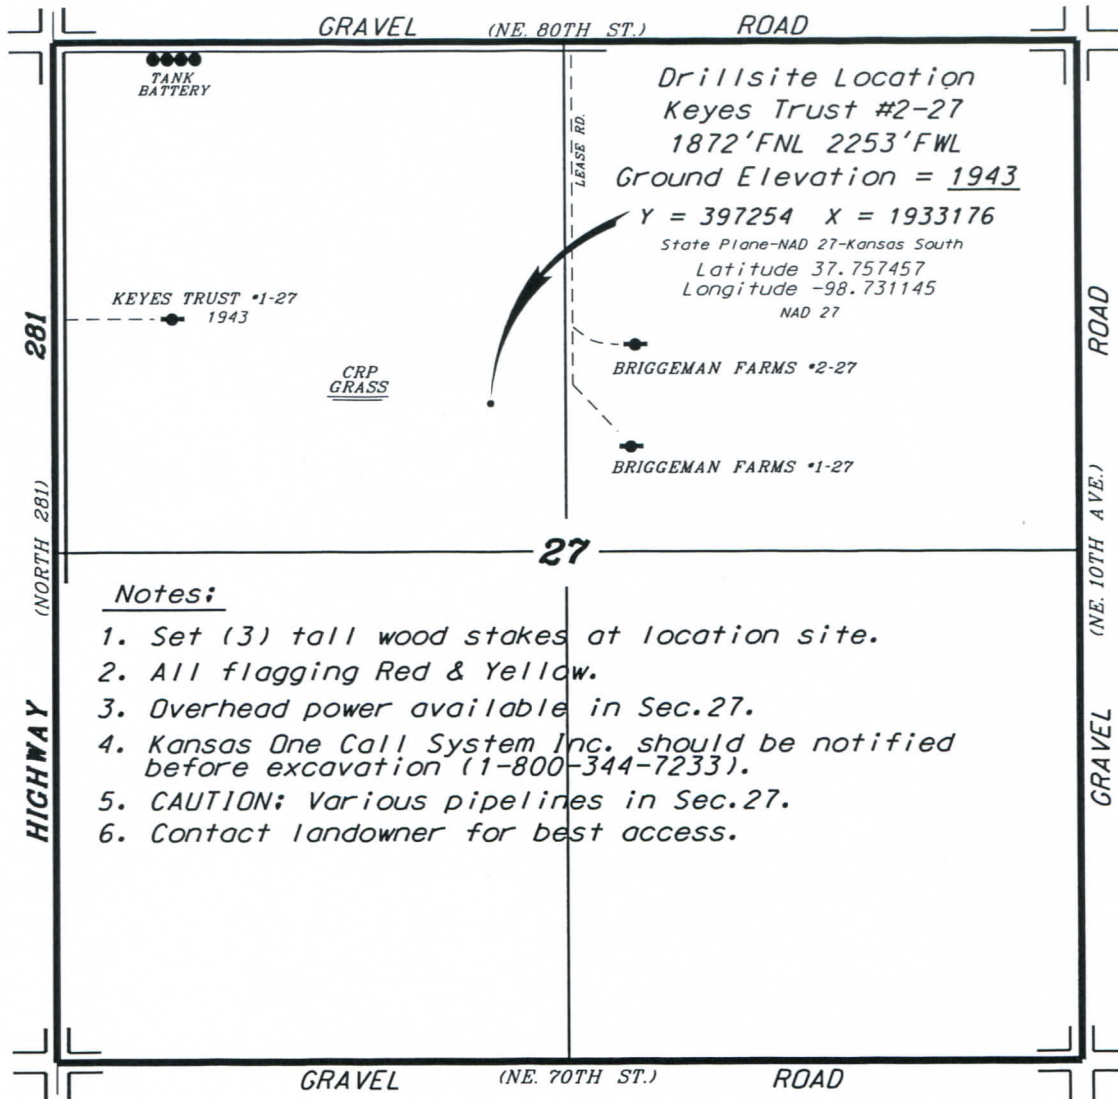 GRAVEL (NE. 80TH ST.) ROAD
TANK
BATTERY
LEASE RD.
Drillsite Location
Keyes Trust #2-27
1872'FNL 2253'FWL
Ground Elevation = 1943
Y = 397254 X = 1933176
State Plane-NAD 27-Kansas South
Latitude 37.757457
Longitude -98.731145
NAD 27
KEYES TRUST #1-27
1943
CRP
GRASS
BRIGGEMAN FARMS #2-27
BRIGGEMAN FARMS #1-27
27
HIGHWAY (NORTH 281) 281
GRAVEL (NE. 10TH AVE.) ROAD
Notes:
1. Set (3) tall wood stakes at location site.
2. All flagging Red & Yellow.
3. Overhead power available in Sec.27.
4. Kansas One Call System Inc. should be notified
before excavation (1-800-344-7233).
5. CAUTION: Various pipelines in Sec.27.
6. Contact landowner for best access.
GRAVEL (NE. 70TH ST.) ROAD